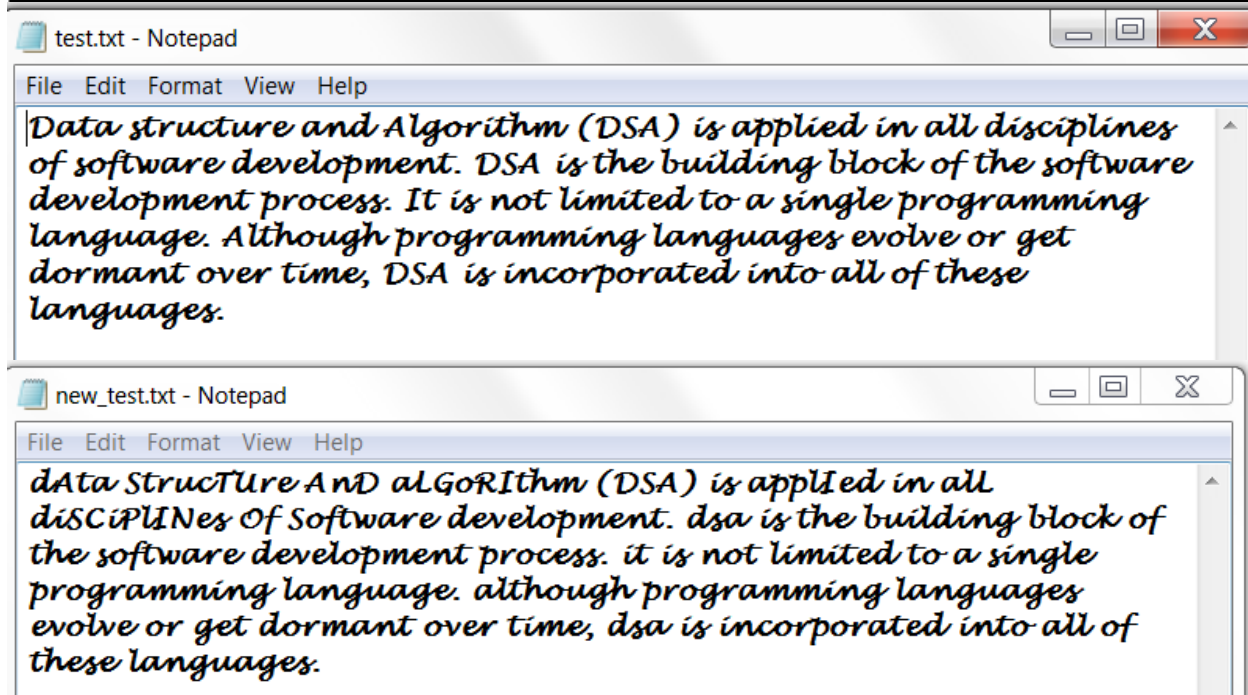 test.txt - Notepad
File Edit Format View Help
Data structure and Algorithm (DSA) is applied in all disciplines
of software development. DSA is the building block of the software
development process. It is not limited to a single programming
language. Although programming languages evolve or get
dormant over time, DSA is incorporated into all of these
languages.
new_test.txt - Notepad
File Edit Format View Help
dAta StrucTUre AnD aLGoRIthm (DSA) is applIed in alL
diSCiPlINes Of Software development. dsa is the building block of
the software development process. it is not limited to a single
programming language. although programming languages
evolve or get dormant over time, dsa is incorporated into all of
these languages.